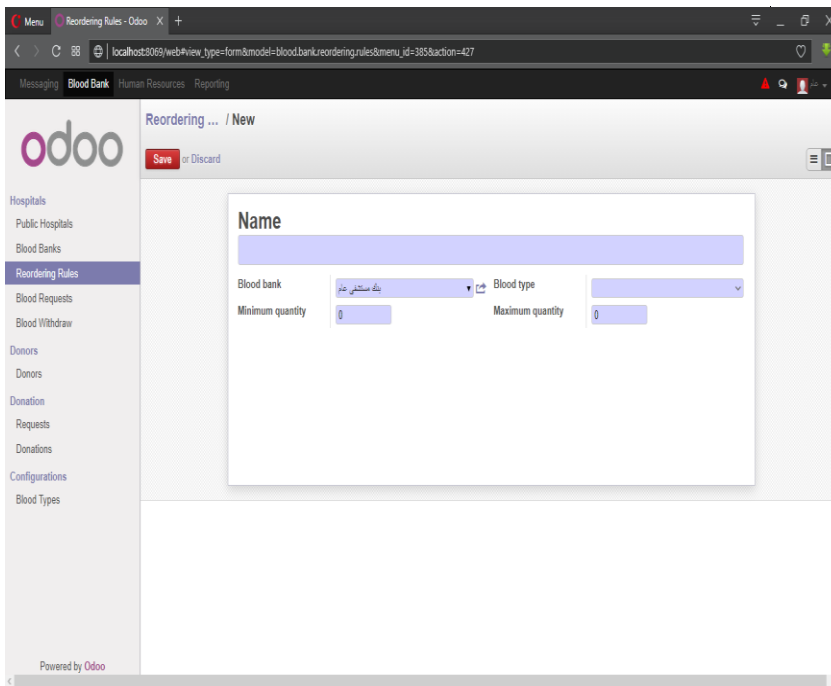 Menu
Reordering Rules - Odoo X +
localhost:8069/web#view_type=form&model=blood.bank.reordering.rules&menu_id=385&action=427
Messaging Blood Bank Human Resources Reporting
odoo
Reordering ... / New
Save or Discard
Hospitals
Public Hospitals
Blood Banks
Reordering Rules
Blood Requests
Blood Withdraw
Donors
Donors
Donation
Requests
Donations
Configurations
Blood Types
Name
Blood bank بنك مستشفى عام Blood type
Minimum quantity 0 Maximum quantity 0
Powered by Odoo